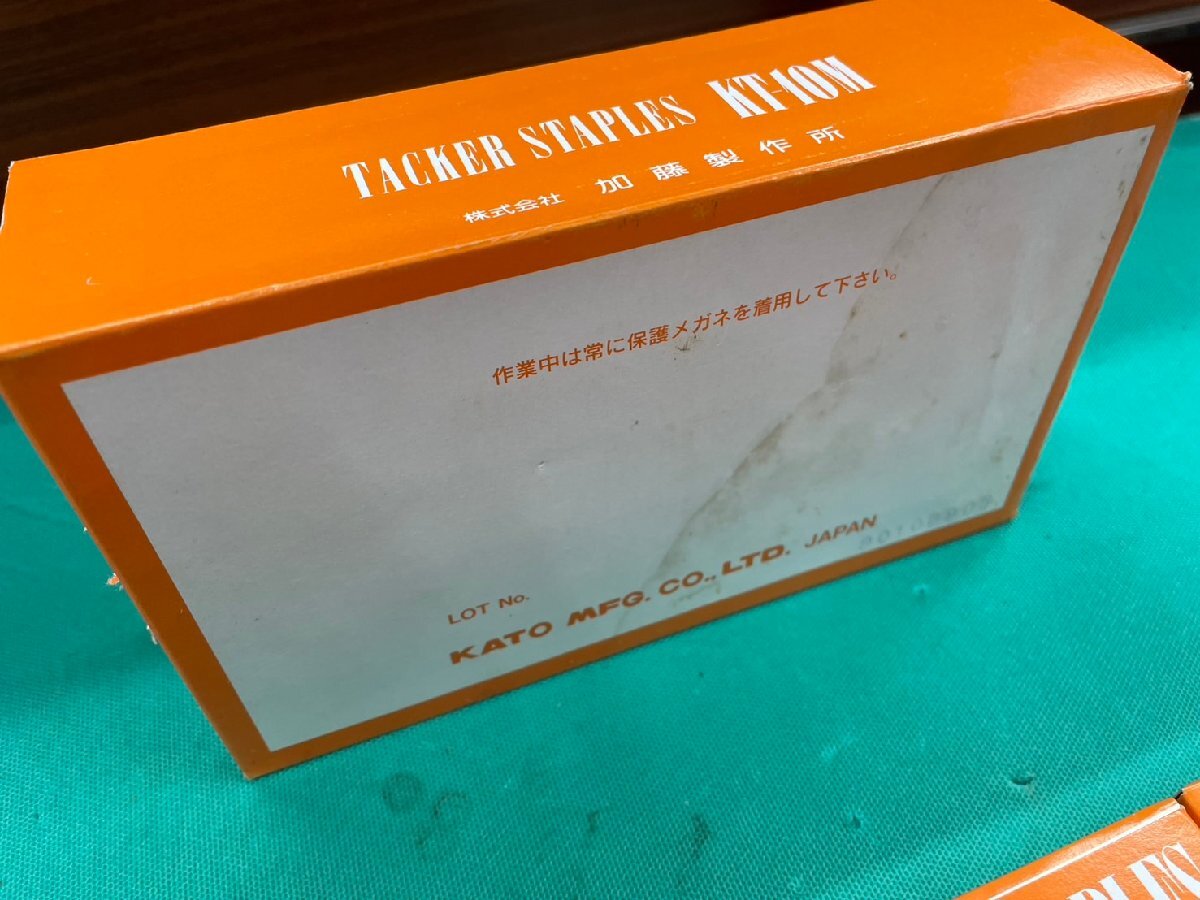 TACKER STAPLES KT-10M
株式会社 加藤製作所
作業中は常に保護メガネを着用して下さい。
LOT No.
KATO MFG. CO., LTD. JAPAN